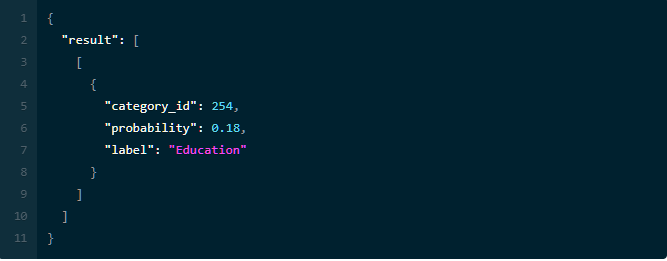 1 {
2   "result": [
3     [
4       {
5         "category_id": 254,
6         "probability": 0.18,
7         "label": "Education"
8       }
9     ]
10   ]
11 }